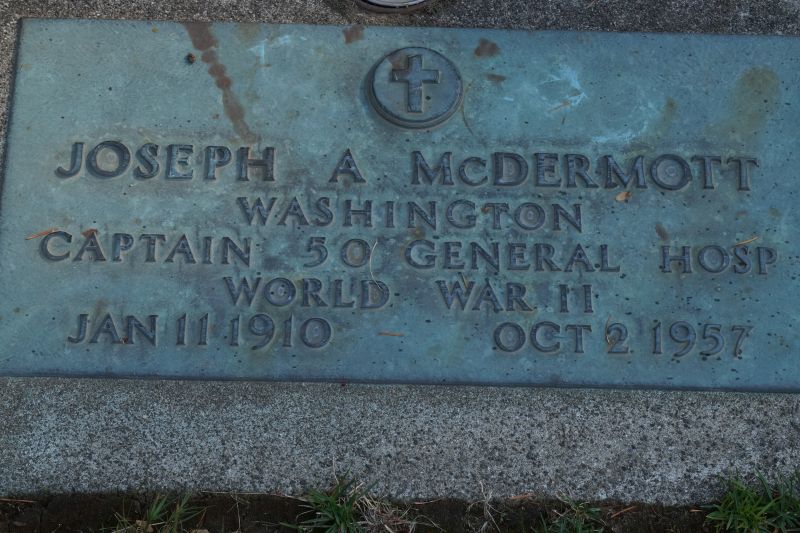 JOSEPH A McDERMOTT
WASHINGTON
CAPTAIN 50 GENERAL HOSP
WORLD WAR II
JAN 11 1910 OCT 2 1957